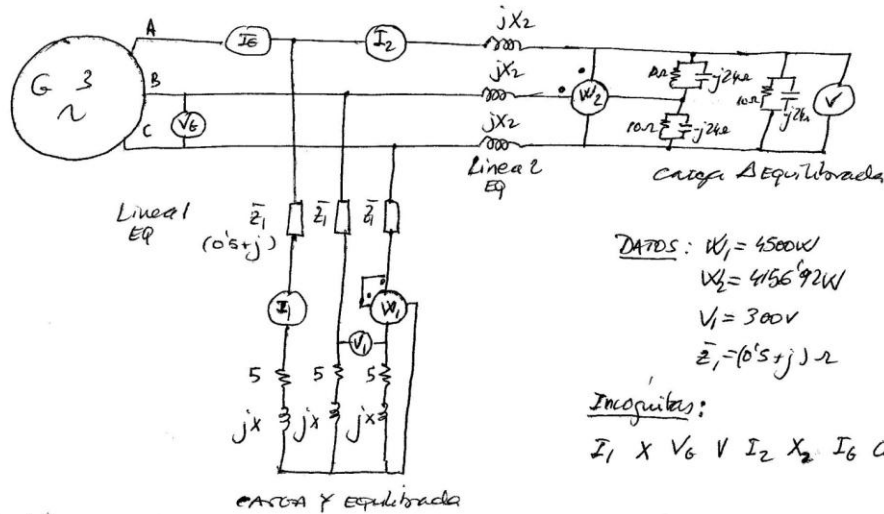 A
IG
I2
jX2
G 3
~
B
jX2
W2
10Ω
-j24Ω
10Ω
-j24Ω
10Ω
-j24Ω
V
VG
C
jX2
Linea 2
EQ
carga Δ Equilibrada
Linea 1
EQ
Z1
(0'5+j)
Z1
Z1
I1
W1
V1
5
5
5
jX
jX
jX
CARGA Y Equilibrada
DATOS: W1 = 4500W
W2 = 4156'92W
V1 = 300V
Z1 = (0'5+j) Ω
Incógnitas:
I1 X VG V I2 X2 IG